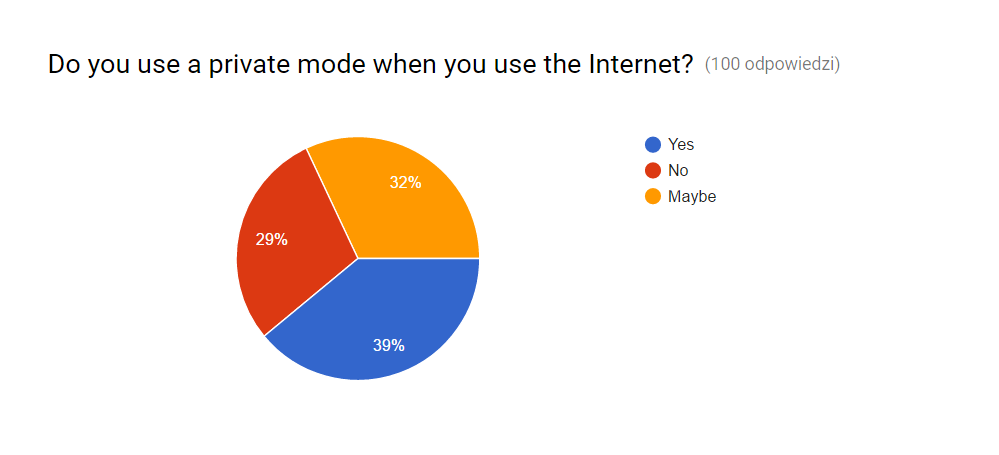 Do you use a private mode when you use the Internet? (100 odpowiedzi)
Yes
No
Maybe
32%
29%
39%